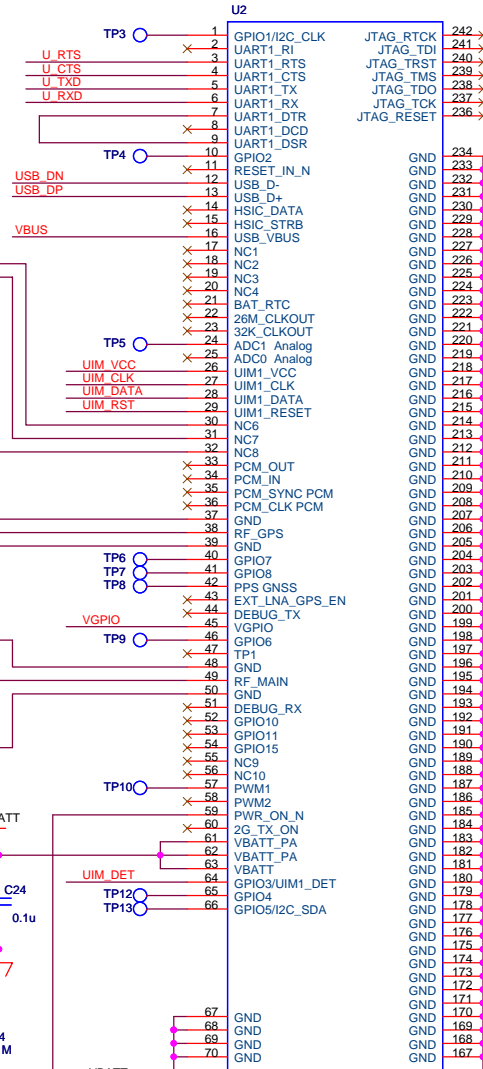 U2
TP3 1 GPIO1/I2C_CLK JTAG_RTCK 242
2 UART1_RI JTAG_TDI 241
U_RTS 3 UART1_RTS JTAG_TRST 240
U_CTS 4 UART1_CTS JTAG_TMS 239
U_TXD 5 UART1_TX JTAG_TDO 238
U_RXD 6 UART1_RX JTAG_TCK 237
7 UART1_DTR JTAG_RESET 236
8 UART1_DCD
9 UART1_DSR
TP4 10 GPIO2 GND 234
11 RESET_IN_N GND 233
USB_DN 12 USB_D- GND 232
USB_DP 13 USB_D+ GND 231
14 HSIC_DATA GND 230
15 HSIC_STRB GND 229
VBUS 16 USB_VBUS GND 228
17 NC1 GND 227
18 NC2 GND 226
19 NC3 GND 225
20 NC4 GND 224
21 BAT_RTC GND 223
22 26M_CLKOUT GND 222
23 32K_CLKOUT GND 221
TP5 24 ADC1 Analog GND 220
25 ADC0 Analog GND 219
UIM_VCC 26 UIM1_VCC GND 218
UIM_CLK 27 UIM1_CLK GND 217
UIM_DATA 28 UIM1_DATA GND 216
UIM_RST 29 UIM1_RESET GND 215
30 NC6 GND 214
31 NC7 GND 213
32 NC8 GND 212
33 PCM_OUT GND 211
34 PCM_IN GND 210
35 PCM_SYNC PCM GND 209
36 PCM_CLK PCM GND 208
37 GND GND 207
38 RF_GPS GND 206
39 GND GND 205
TP6 40 GPIO7 GND 204
TP7 41 GPIO8 GND 203
TP8 42 PPS GNSS GND 202
43 EXT_LNA_GPS_EN GND 201
44 DEBUG_TX GND 200
VGPIO 45 VGPIO GND 199
TP9 46 GPIO6 GND 198
47 TP1 GND 197
48 GND GND 196
49 RF_MAIN GND 195
50 GND GND 194
51 DEBUG_RX GND 193
52 GPIO10 GND 192
53 GPIO11 GND 191
54 GPIO15 GND 190
55 NC9 GND 189
56 NC10 GND 188
TP10 57 PWM1 GND 187
58 PWM2 GND 186
59 PWR_ON_N GND 185
ATT 60 2G_TX_ON GND 184
61 VBATT_PA GND 183
62 VBATT_PA GND 182
63 VBATT GND 181
UIM_DET 64 GPIO3/UIM1_DET GND 180
C24 TP12 65 GPIO4 GND 179
TP13 66 GPIO5/I2C_SDA GND 178
0.1u GND 177
GND 176
GND 175
GND 174
GND 173
GND 172
GND 171
67 GND GND 170
68 GND GND 169
4 69 GND GND 168
M 70 GND GND 167